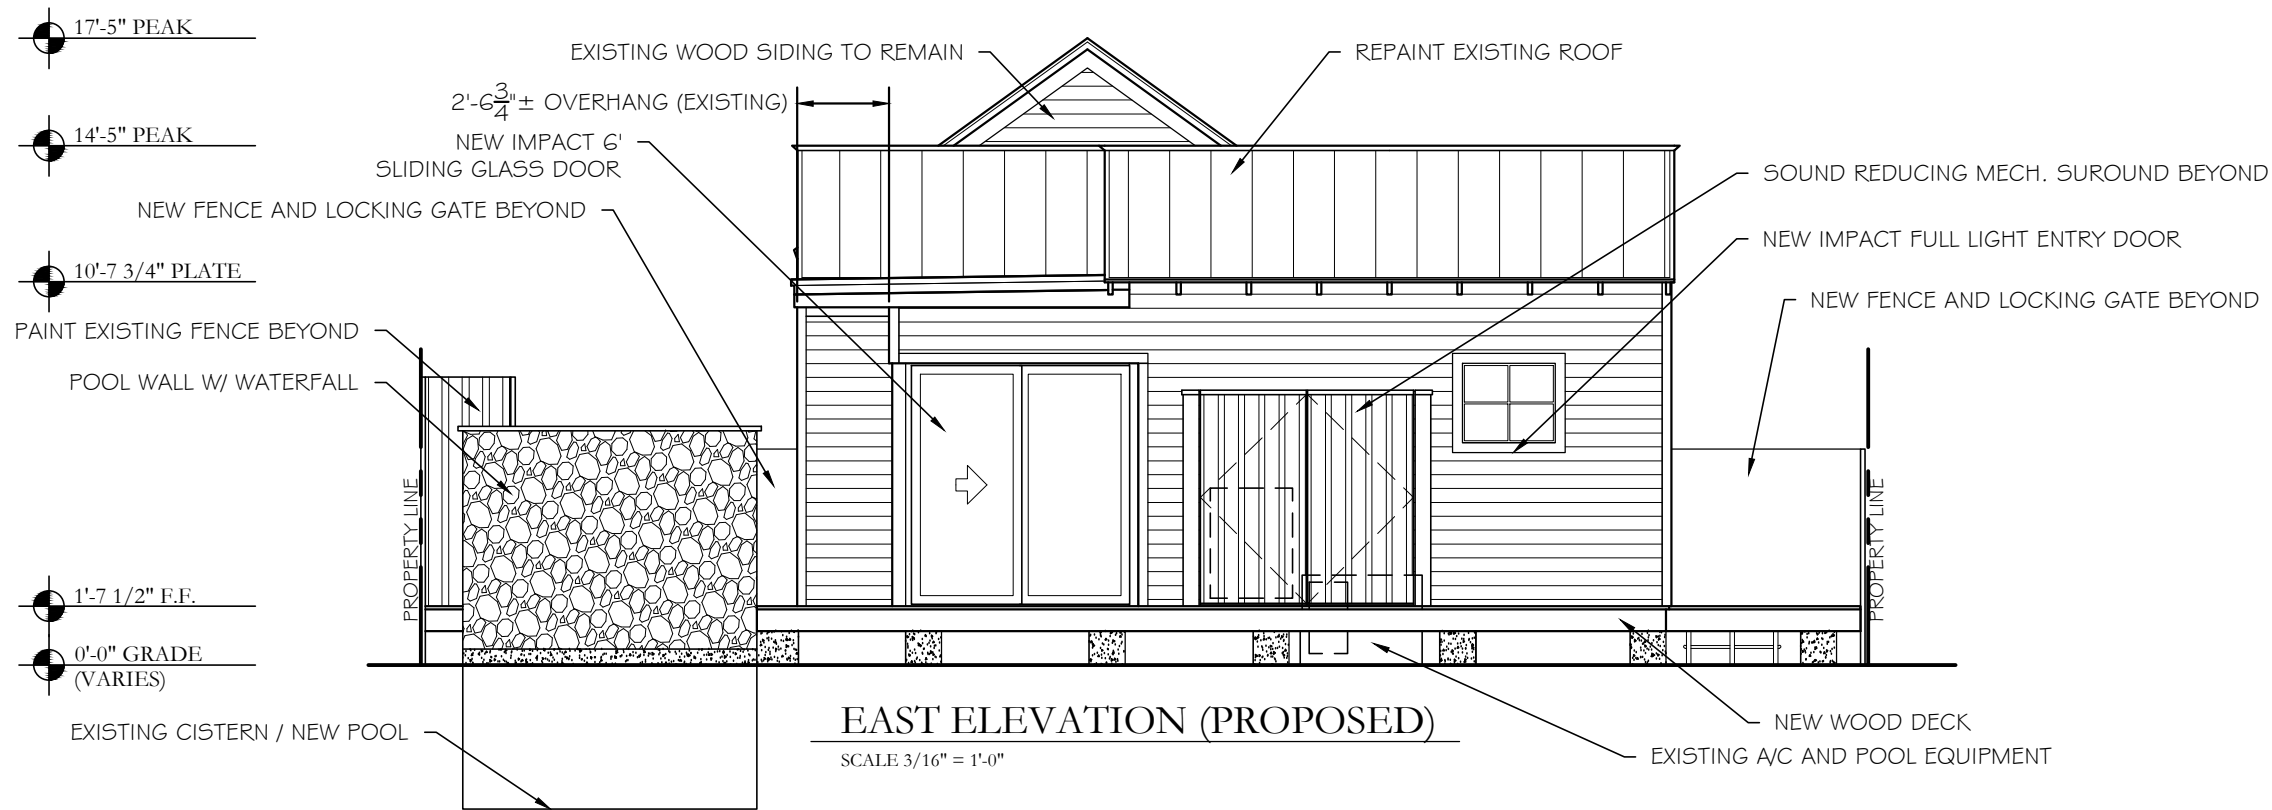 17'-5" PEAK
EXISTING WOOD SIDING TO REMAIN
REPAINT EXISTING ROOF
2'-6 3/4"± OVERHANG (EXISTING)
14'-5" PEAK
NEW IMPACT 6'
SLIDING GLASS DOOR
SOUND REDUCING MECH. SUROUND BEYOND
NEW FENCE AND LOCKING GATE BEYOND
NEW IMPACT FULL LIGHT ENTRY DOOR
10'-7 3/4" PLATE
NEW FENCE AND LOCKING GATE BEYOND
PAINT EXISTING FENCE BEYOND
POOL WALL W/ WATERFALL
PROPERTY LINE
PROPERTY LINE
1'-7 1/2" F.F.
0'-0" GRADE
(VARIES)
EXISTING CISTERN / NEW POOL
EAST ELEVATION (PROPOSED)
SCALE 3/16" = 1'-0"
NEW WOOD DECK
EXISTING A/C AND POOL EQUIPMENT